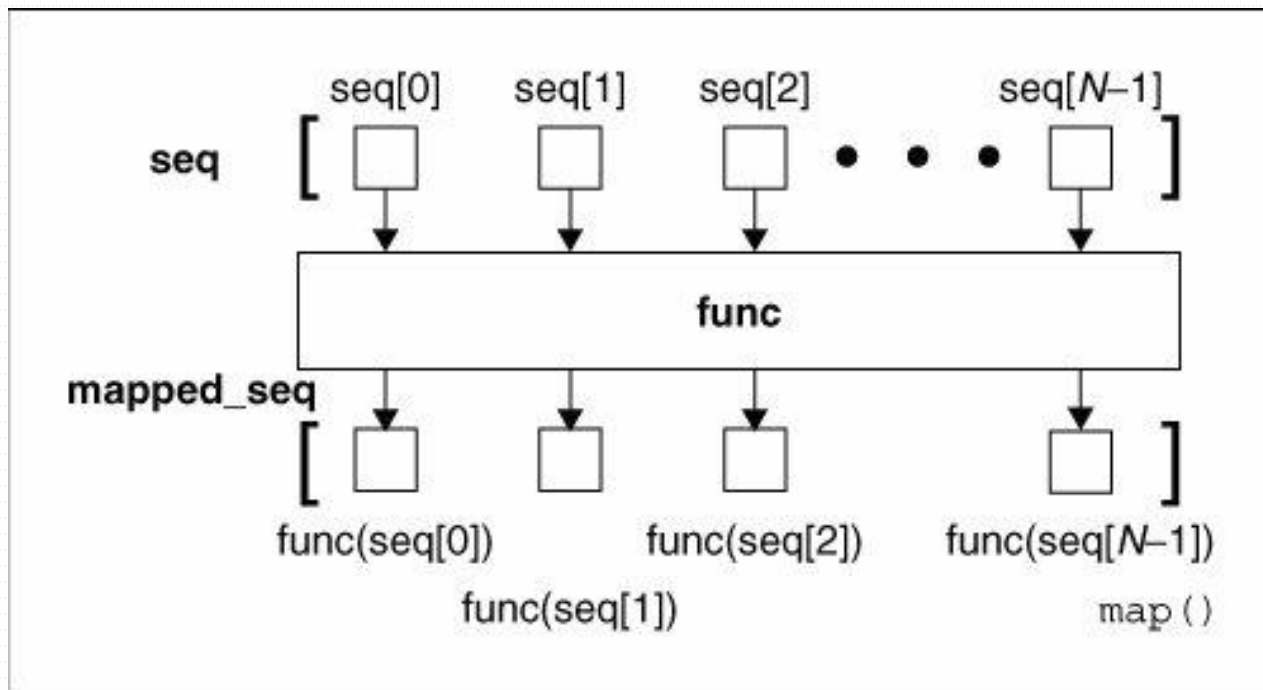 seq[0] seq[1] seq[2] seq[N–1]
seq
func
mapped_seq
func(seq[0]) func(seq[2]) func(seq[N–1])
func(seq[1]) map()